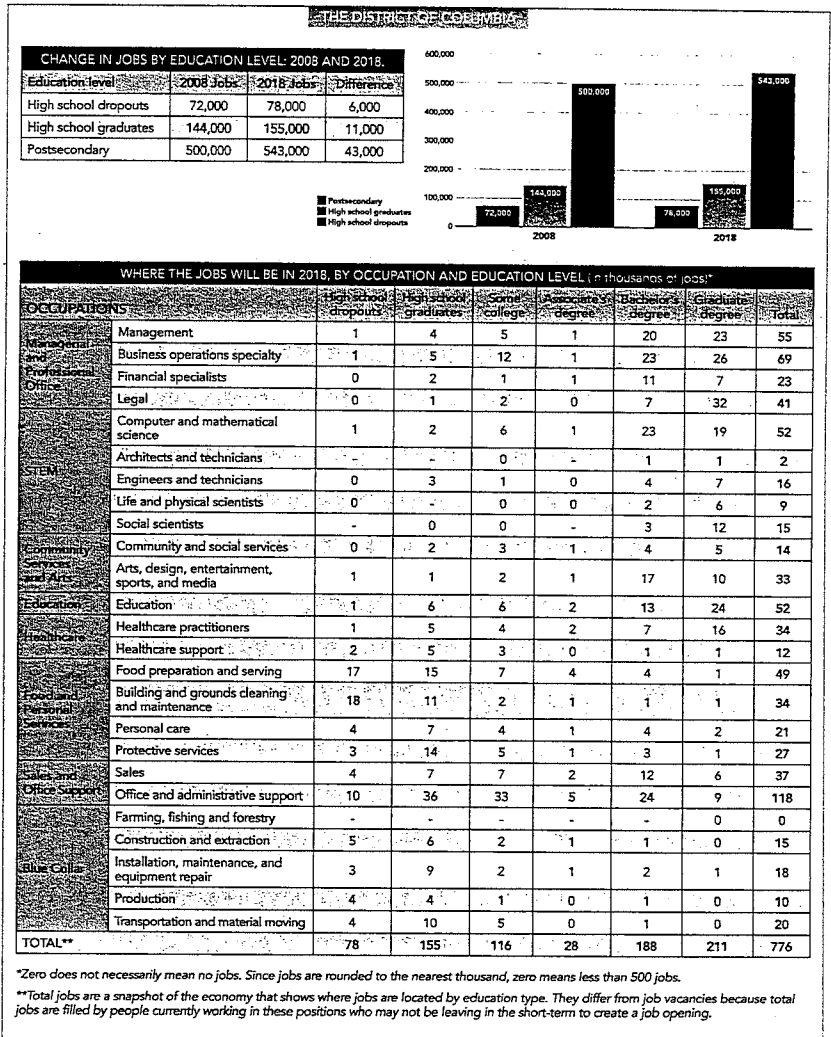 THE DISTRICT OF COLUMBIA
CHANGE IN JOBS BY EDUCATION LEVEL: 2008 AND 2018.
Education level 2008 Jobs 2018 Jobs Difference
High school dropouts 72,000 78,000 6,000
High school graduates 144,000 155,000 11,000
Postsecondary 500,000 543,000 43,000
600,000
500,000
400,000
300,000
200,000
100,000
0
Postsecondary
High school graduates
High school dropouts
72,000 144,000 500,000
2008
78,000 155,000 543,000
2018
WHERE THE JOBS WILL BE IN 2018, BY OCCUPATION AND EDUCATION LEVEL (in thousands of jobs)*
OCCUPATIONS High school dropouts High school graduates Some college Associate's degree Bachelor's degree Graduate degree Total
Managerial and Professional Office
Management 1 4 5 1 20 23 55
Business operations specialty 1 5 12 1 23 26 69
Financial specialists 0 2 1 1 11 7 23
Legal 0 1 2 0 7 32 41
STEM
Computer and mathematical
science 1 2 6 1 23 19 52
Architects and technicians - - 0 - 1 1 2
Engineers and technicians 0 3 1 0 4 7 16
Life and physical scientists 0 - 0 0 2 6 9
Social scientists - 0 0 - 3 12 15
Community Services and Arts
Community and social services 0 2 3 1 4 5 14
Arts, design, entertainment,
sports, and media 1 1 2 1 17 10 33
Education
Education 1 6 6 2 13 24 52
Healthcare
Healthcare practitioners 1 5 4 2 7 16 34
Healthcare support 2 5 3 0 1 1 12
Food and Personal Services
Food preparation and serving 17 15 7 4 4 1 49
Building and grounds cleaning
and maintenance 18 11 2 1 1 1 34
Personal care 4 7 4 1 4 2 21
Protective services 3 14 5 1 3 1 27
Sales and Office Support
Sales 4 7 7 2 12 6 37
Office and administrative support 10 36 33 5 24 9 118
Blue Collar
Farming, fishing and forestry - - - - - 0 0
Construction and extraction 5 6 2 1 1 0 15
Installation, maintenance, and
equipment repair 3 9 2 1 2 1 18
Production 4 4 1 0 1 0 10
Transportation and material moving 4 10 5 0 1 0 20
TOTAL** 78 155 116 28 188 211 776
*Zero does not necessarily mean no jobs. Since jobs are rounded to the nearest thousand, zero means less than 500 jobs.
**Total jobs are a snapshot of the economy that shows where jobs are located by education type. They differ from job vacancies because total
jobs are filled by people currently working in these positions who may not be leaving in the short-term to create a job opening.